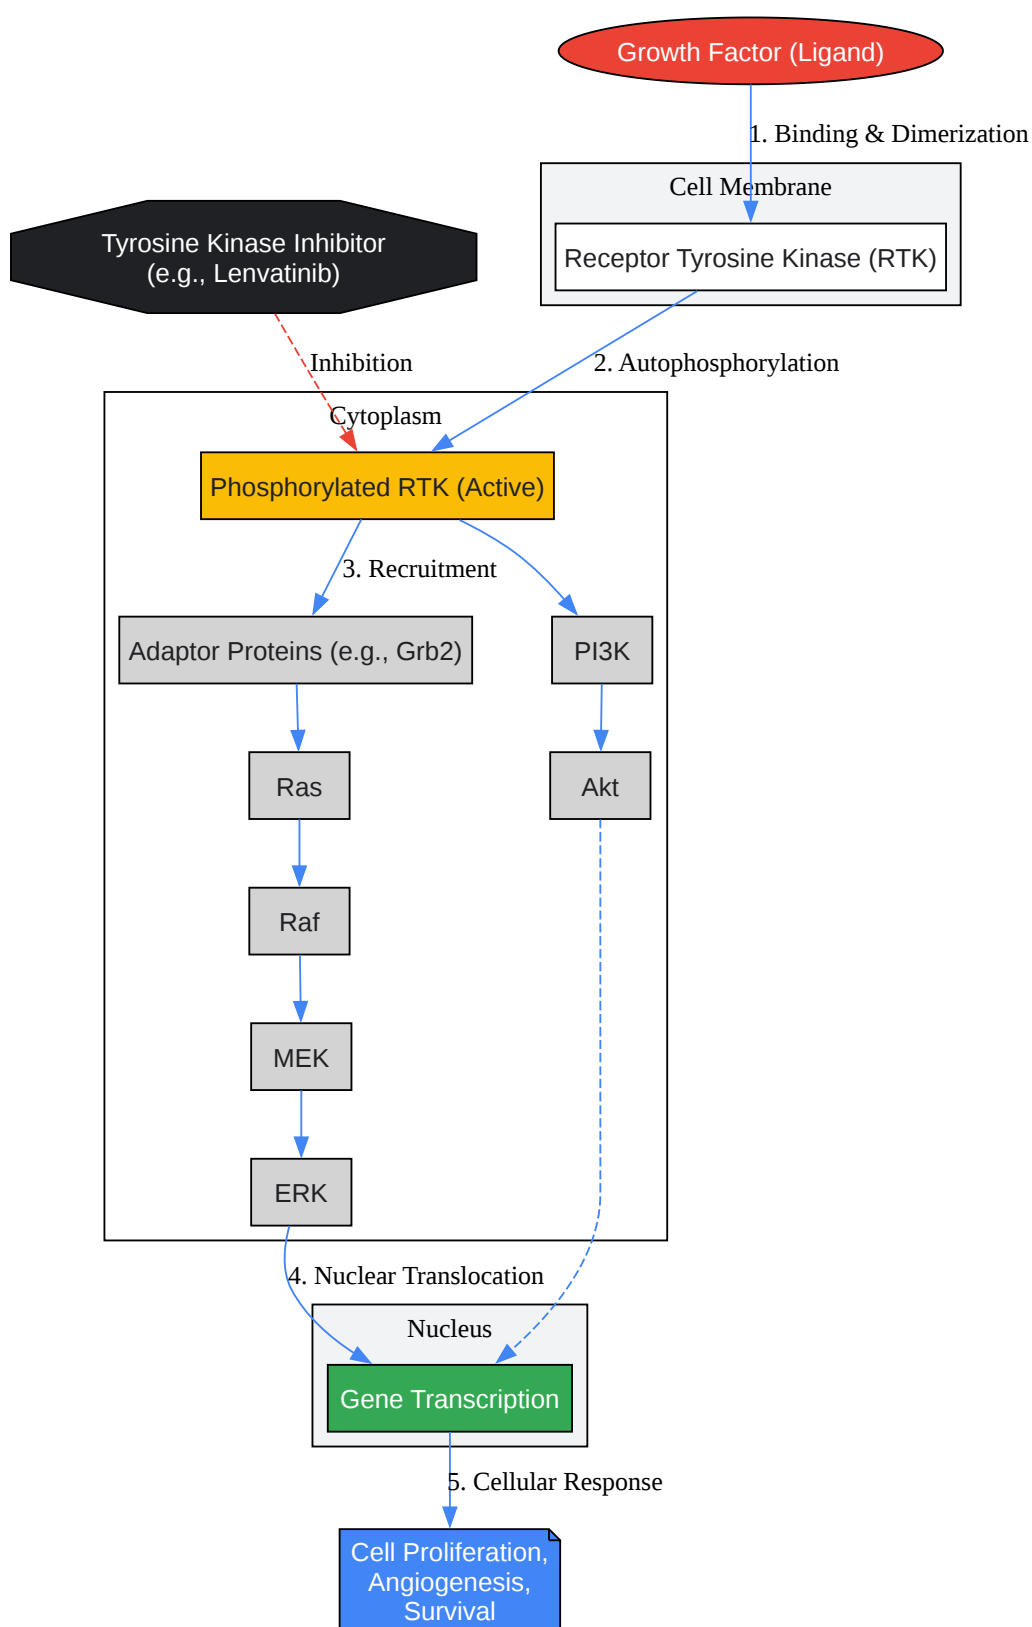 Growth Factor (Ligand)
1. Binding & Dimerization
Cell Membrane
Receptor Tyrosine Kinase (RTK)
Tyrosine Kinase Inhibitor
(e.g., Lenvatinib)
Inhibition
2. Autophosphorylation
Cytoplasm
Phosphorylated RTK (Active)
3. Recruitment
Adaptor Proteins (e.g., Grb2)
PI3K
Ras
Akt
Raf
MEK
ERK
4. Nuclear Translocation
Nucleus
Gene Transcription
5. Cellular Response
Cell Proliferation,
Angiogenesis,
Survival